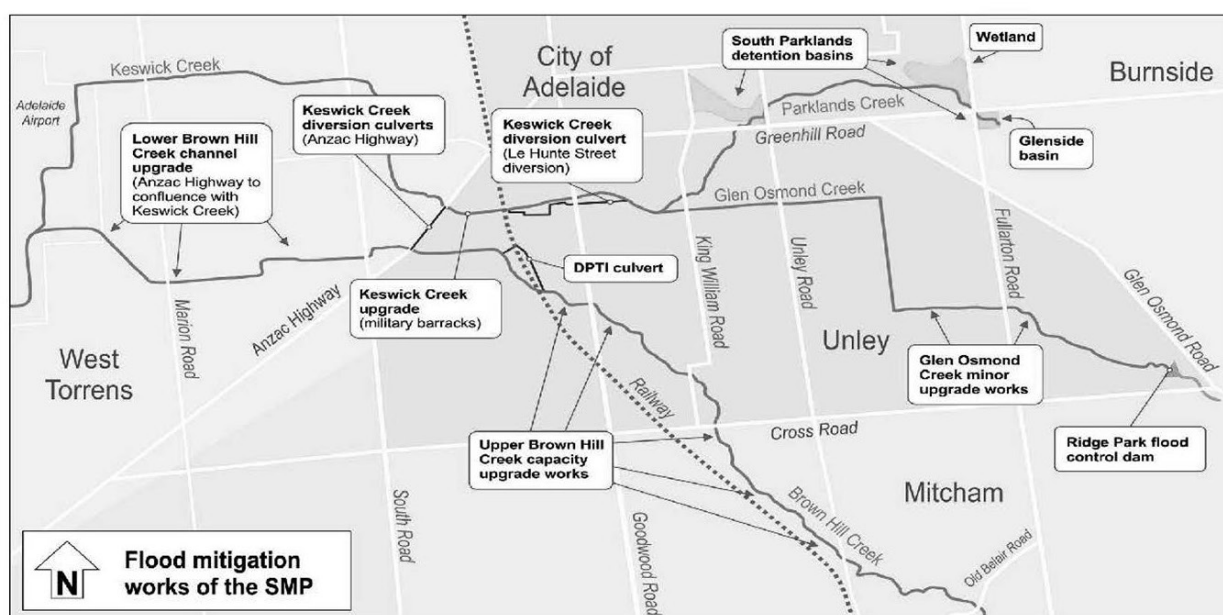 Keswick Creek
Adelaide
Airport
Lower Brown Hill
Creek channel
upgrade
(Anzac Highway to
confluence with
Keswick Creek)
Keswick Creek
diversion culverts
(Anzac Highway)
City of
Adelaide
Keswick Creek
diversion culvert
(Le Hunte Street
diversion)
South Parklands
detention basins
Wetland
Burnside
Parklands Creek
Greenhill Road
Glenside
basin
Glen Osmond Creek
DPTI culvert
Keswick Creek
upgrade
(military barracks)
Marion Road
Anzac Highway
King William Road
Unley Road
Fullarton Road
Glen Osmond Road
West
Torrens
Unley
Glen Osmond
Creek minor
upgrade works
Railway
Cross Road
Ridge Park flood
control dam
Upper Brown Hill
Creek capacity
upgrade works
Mitcham
Brown Hill Creek
South Road
Goodwood Road
Old Belair Road
N
Flood mitigation
works of the SMP